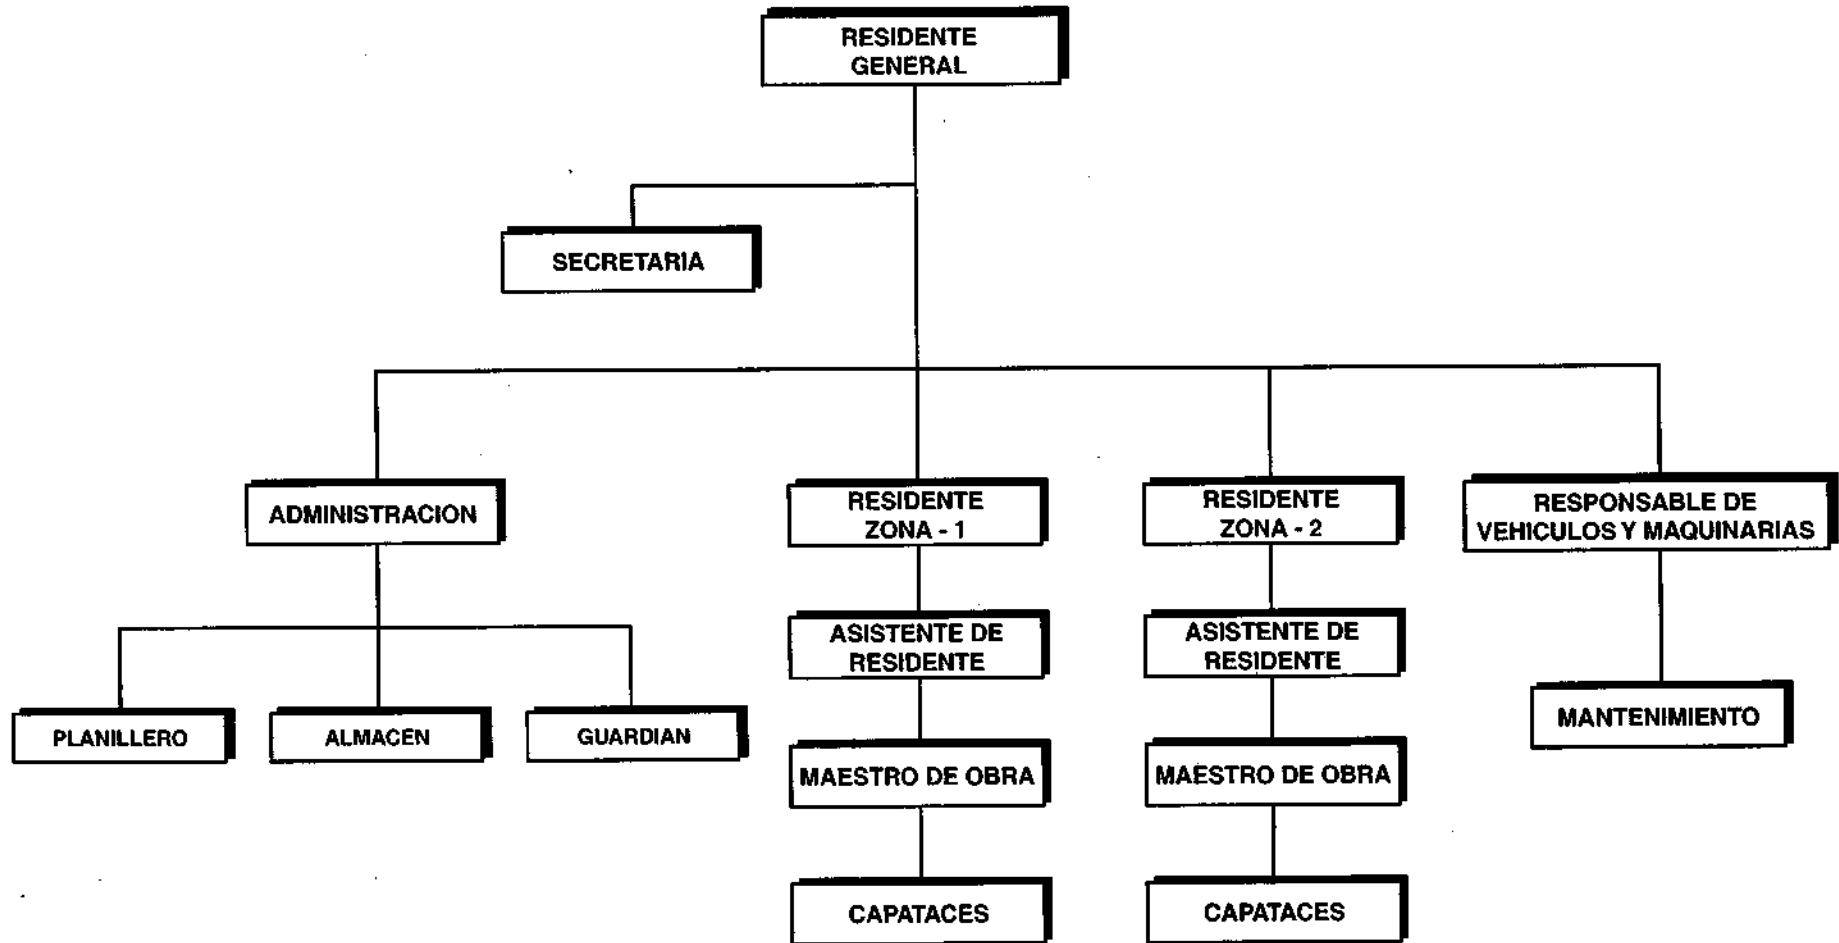 RESIDENTE
GENERAL
SECRETARIA
ADMINISTRACION
RESIDENTE
ZONA - 1
RESIDENTE
ZONA - 2
RESPONSABLE DE
VEHICULOS Y MAQUINARIAS
ASISTENTE DE
RESIDENTE
ASISTENTE DE
RESIDENTE
PLANILLERO
ALMACEN
GUARDIAN
MANTENIMIENTO
MAESTRO DE OBRA
MAESTRO DE OBRA
CAPATACES
CAPATACES